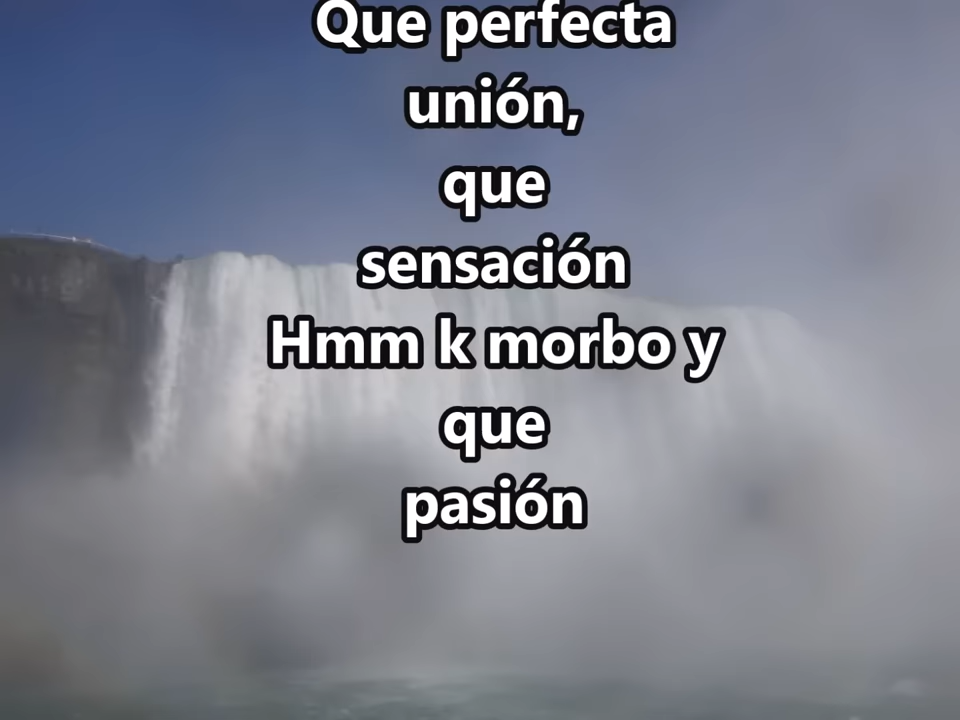 Que perfecta
unión,
que
sensación
Hmm k morbo y
que
pasión